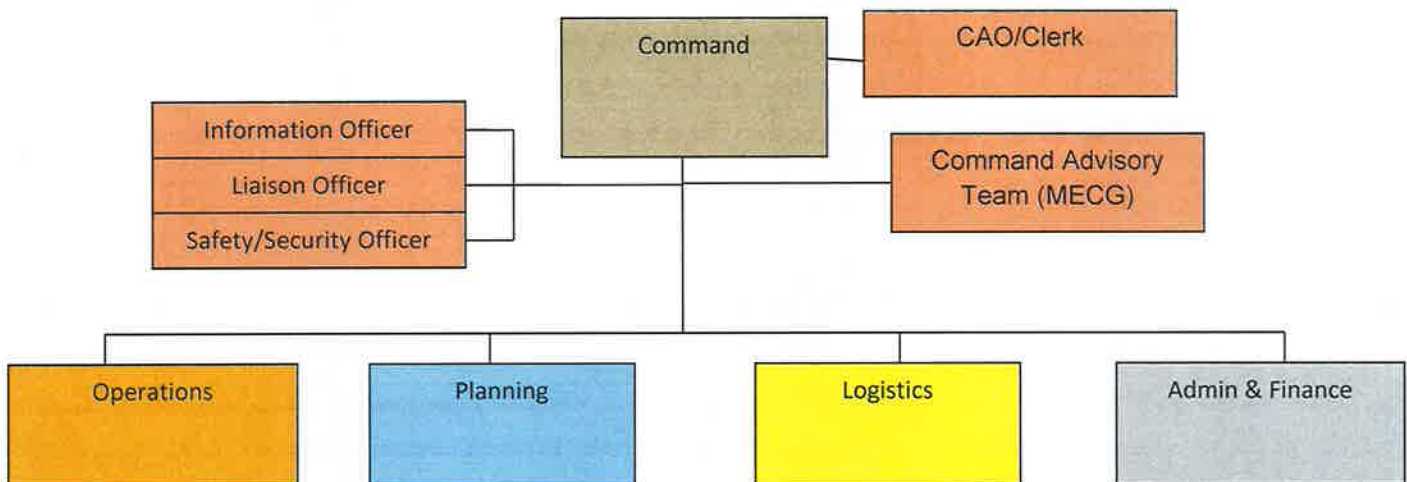 Command
CAO/Clerk
Information Officer
Liaison Officer
Safety/Security Officer
Command Advisory
Team (MECG)
Operations
Planning
Logistics
Admin & Finance